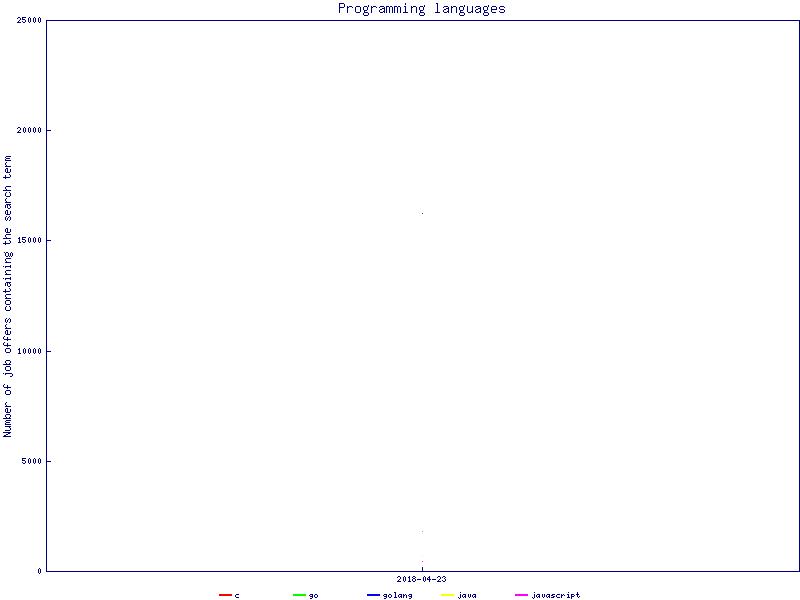 Programming languages
25000
20000
15000
10000
5000
0
Number of job offers containing the search term
2018-04-23
c go golang java javascript